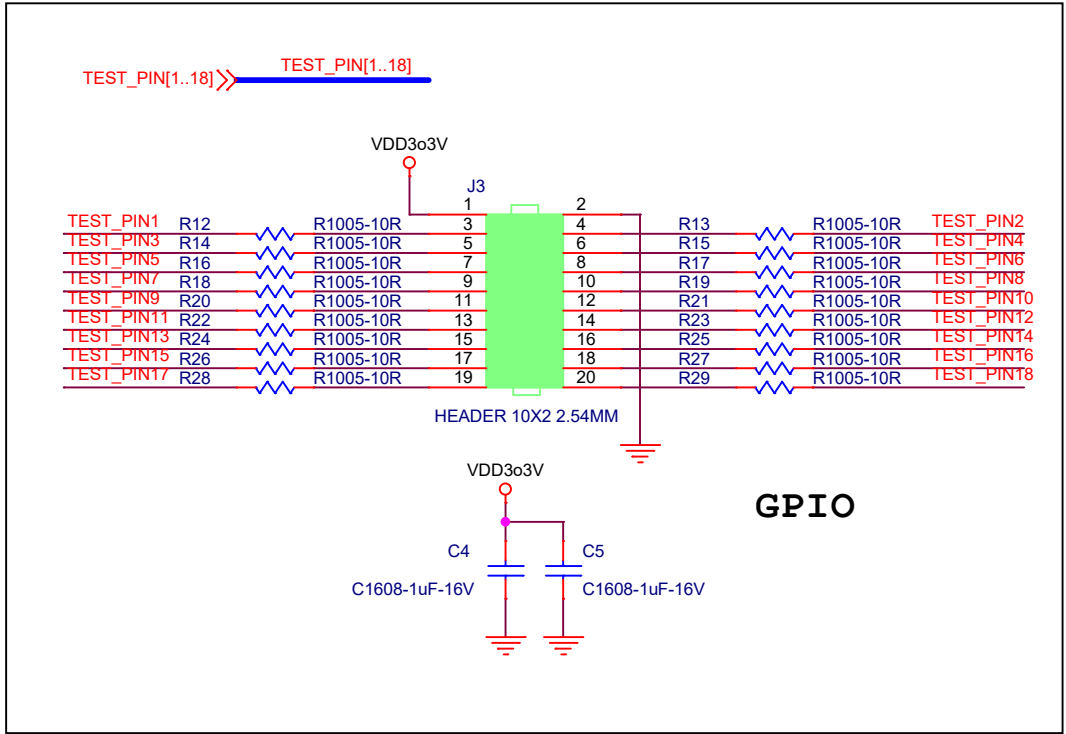 TEST_PIN[1..18] TEST_PIN[1..18]
VDD3o3V
J3
1 2
TEST_PIN1 R12 R1005-10R 3 4 R13 R1005-10R TEST_PIN2
TEST_PIN3 R14 R1005-10R 5 6 R15 R1005-10R TEST_PIN4
TEST_PIN5 R16 R1005-10R 7 8 R17 R1005-10R TEST_PIN6
TEST_PIN7 R18 R1005-10R 9 10 R19 R1005-10R TEST_PIN8
TEST_PIN9 R20 R1005-10R 11 12 R21 R1005-10R TEST_PIN10
TEST_PIN11 R22 R1005-10R 13 14 R23 R1005-10R TEST_PIN12
TEST_PIN13 R24 R1005-10R 15 16 R25 R1005-10R TEST_PIN14
TEST_PIN15 R26 R1005-10R 17 18 R27 R1005-10R TEST_PIN16
TEST_PIN17 R28 R1005-10R 19 20 R29 R1005-10R TEST_PIN18
HEADER 10X2 2.54MM
VDD3o3V
GPIO
C4 C5
C1608-1uF-16V C1608-1uF-16V